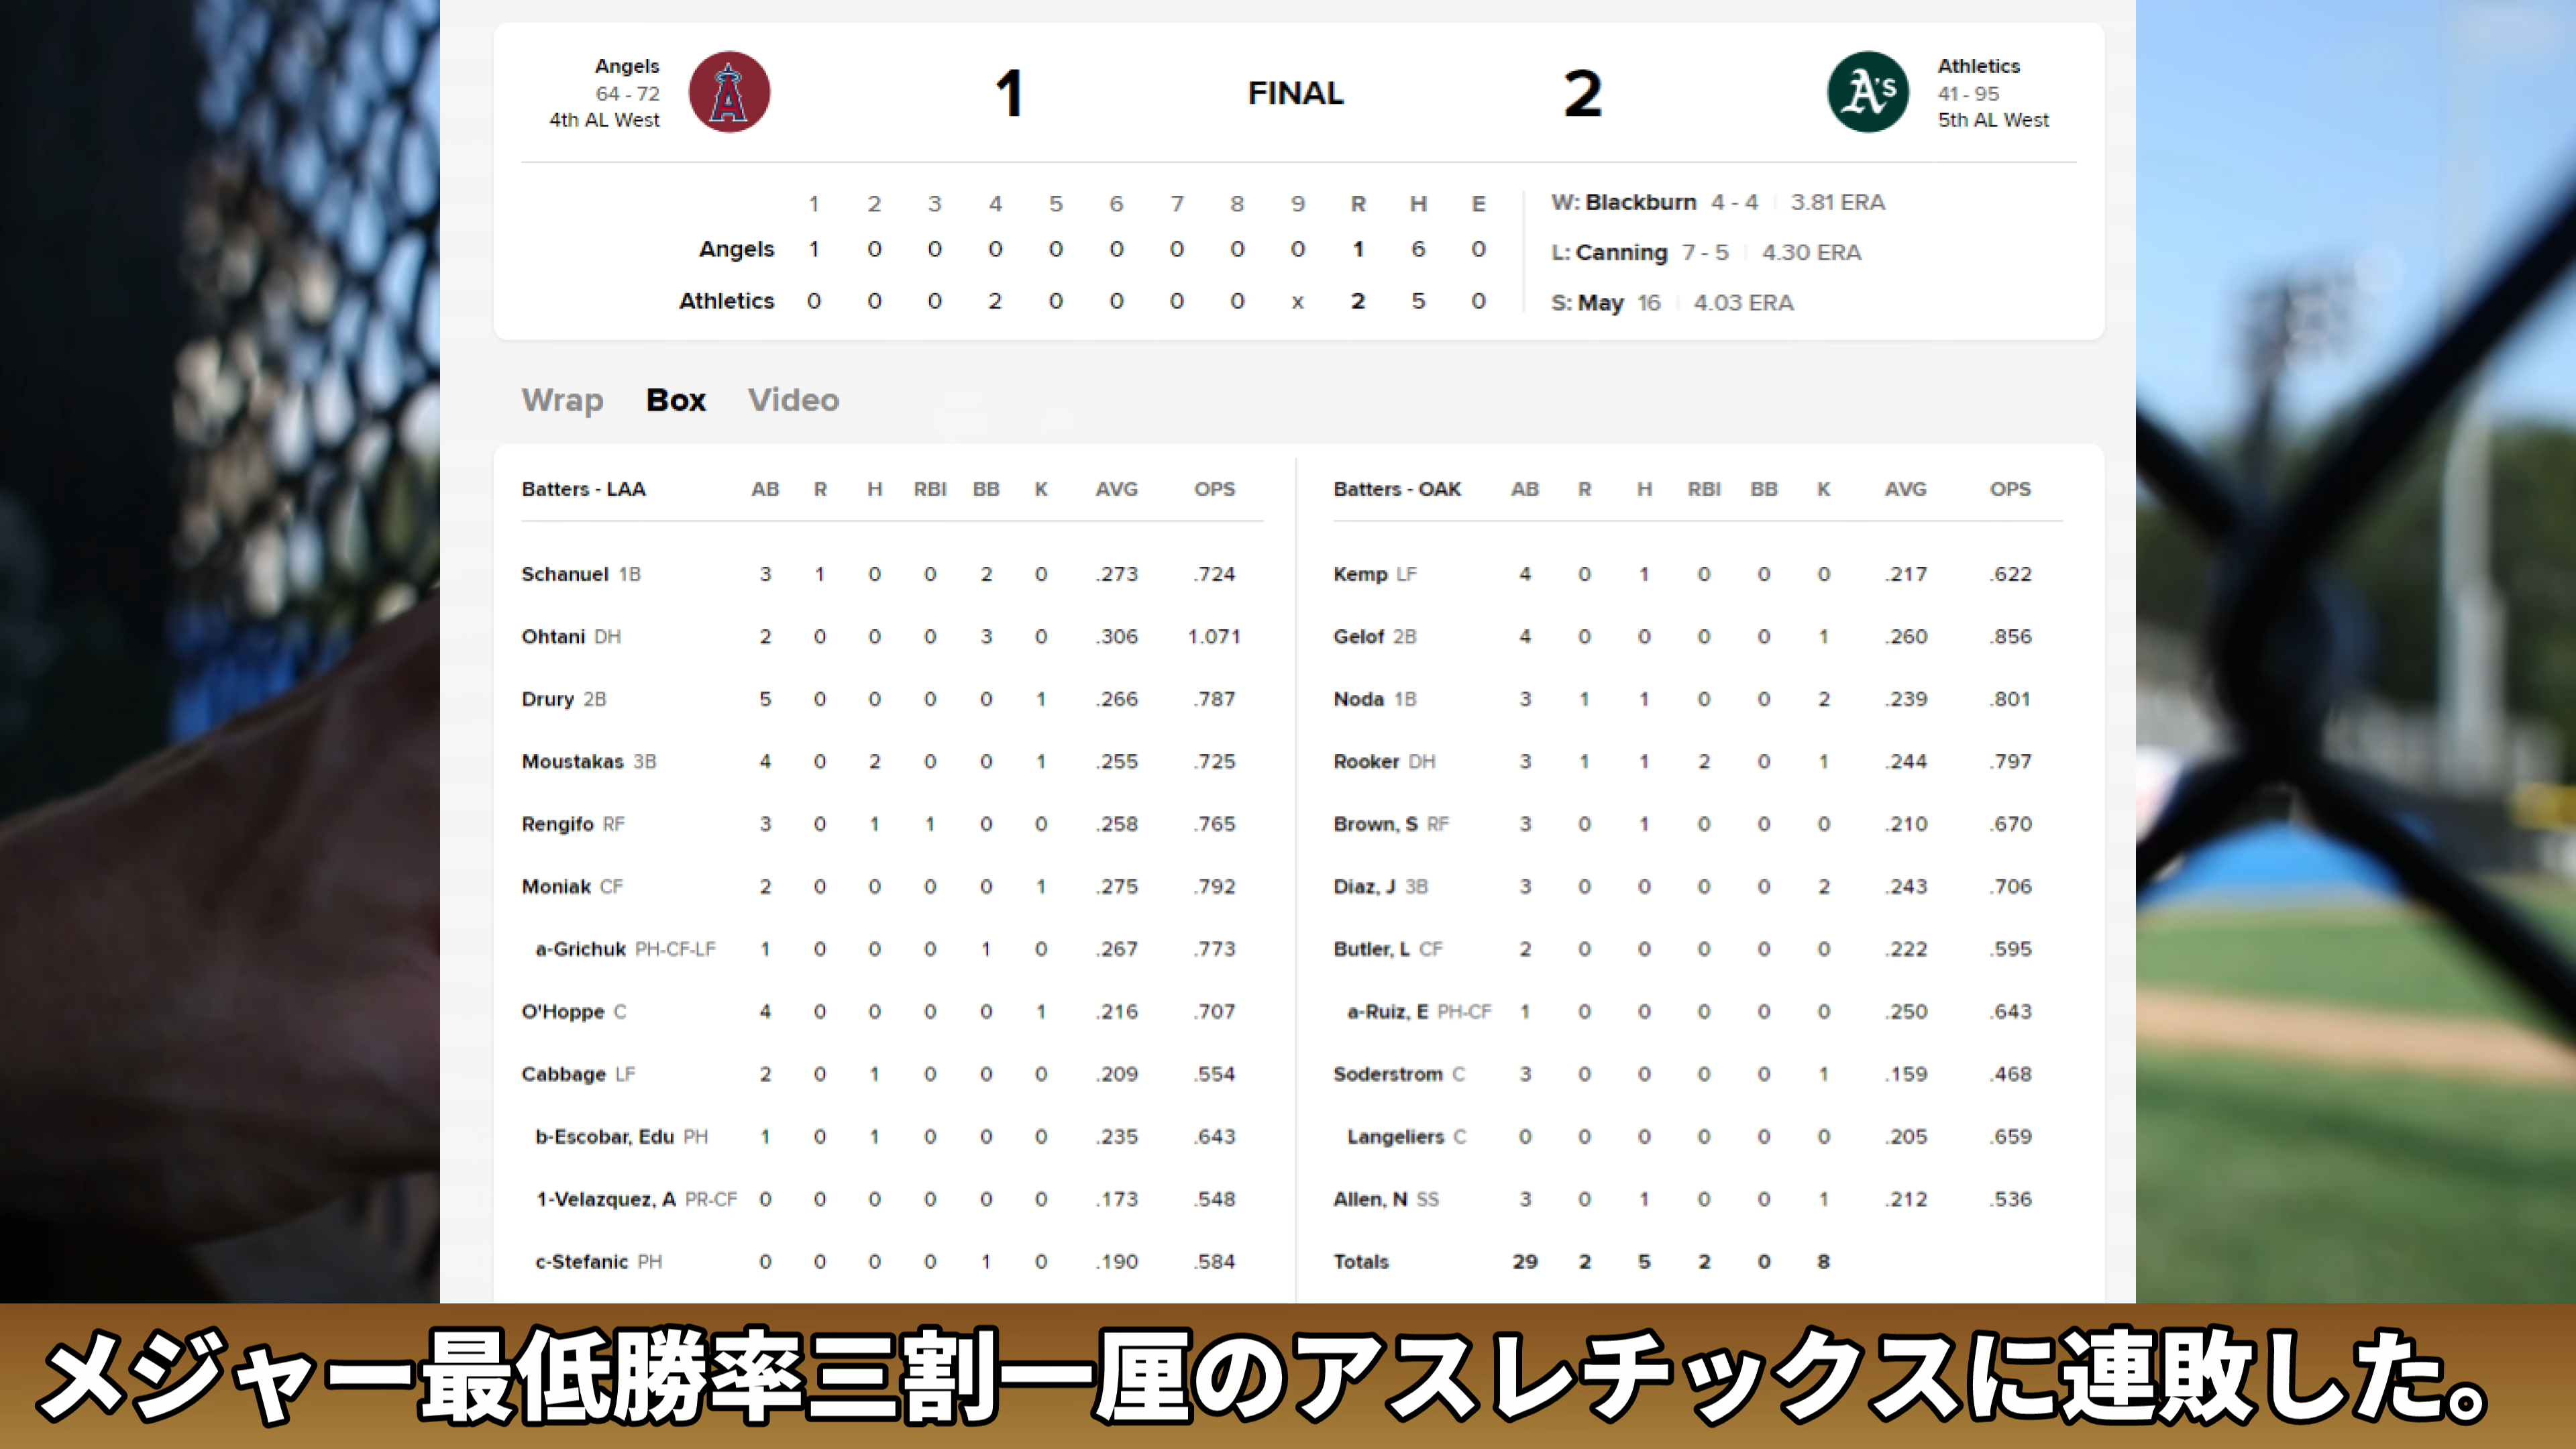 Angels
64 - 72
4th AL West
A
1
FINAL
2
A's
Athletics
41 - 95
5th AL West
1 2 3 4 5 6 7 8 9 R H E
Angels 1 0 0 0 0 0 0 0 0 1 6 0
Athletics 0 0 0 2 0 0 0 0 x 2 5 0
W: Blackburn 4 - 4 | 3.81 ERA
L: Canning 7 - 5 | 4.30 ERA
S: May 16 | 4.03 ERA
Wrap Box Video
Batters - LAA AB R H RBI BB K AVG OPS
Schanuel 1B 3 1 0 0 2 0 .273 .724
Ohtani DH 2 0 0 0 3 0 .306 1.071
Drury 2B 5 0 0 0 0 1 .266 .787
Moustakas 3B 4 0 2 0 0 1 .255 .725
Rengifo RF 3 0 1 1 0 0 .258 .765
Moniak CF 2 0 0 0 0 1 .275 .792
a-Grichuk PH-CF-LF 1 0 0 0 1 0 .267 .773
O'Hoppe C 4 0 0 0 0 1 .216 .707
Cabbage LF 2 0 1 0 0 0 .209 .554
b-Escobar, Edu PH 1 0 1 0 0 0 .235 .643
1-Velazquez, A PR-CF 0 0 0 0 0 0 .173 .548
c-Stefanic PH 0 0 0 0 1 0 .190 .584
Batters - OAK AB R H RBI BB K AVG OPS
Kemp LF 4 0 1 0 0 0 .217 .622
Gelof 2B 4 0 0 0 0 1 .260 .856
Noda 1B 3 1 1 0 0 2 .239 .801
Rooker DH 3 1 1 2 0 1 .244 .797
Brown, S RF 3 0 1 0 0 0 .210 .670
Diaz, J 3B 3 0 0 0 0 2 .243 .706
Butler, L CF 2 0 0 0 0 0 .222 .595
a-Ruiz, E PH-CF 1 0 0 0 0 0 .250 .643
Soderstrom C 3 0 0 0 0 1 .159 .468
Langeliers C 0 0 0 0 0 0 .205 .659
Allen, N SS 3 0 1 0 0 1 .212 .536
Totals 29 2 5 2 0 8
メジャー最低勝率三割一厘のアスレチックスに連敗した。